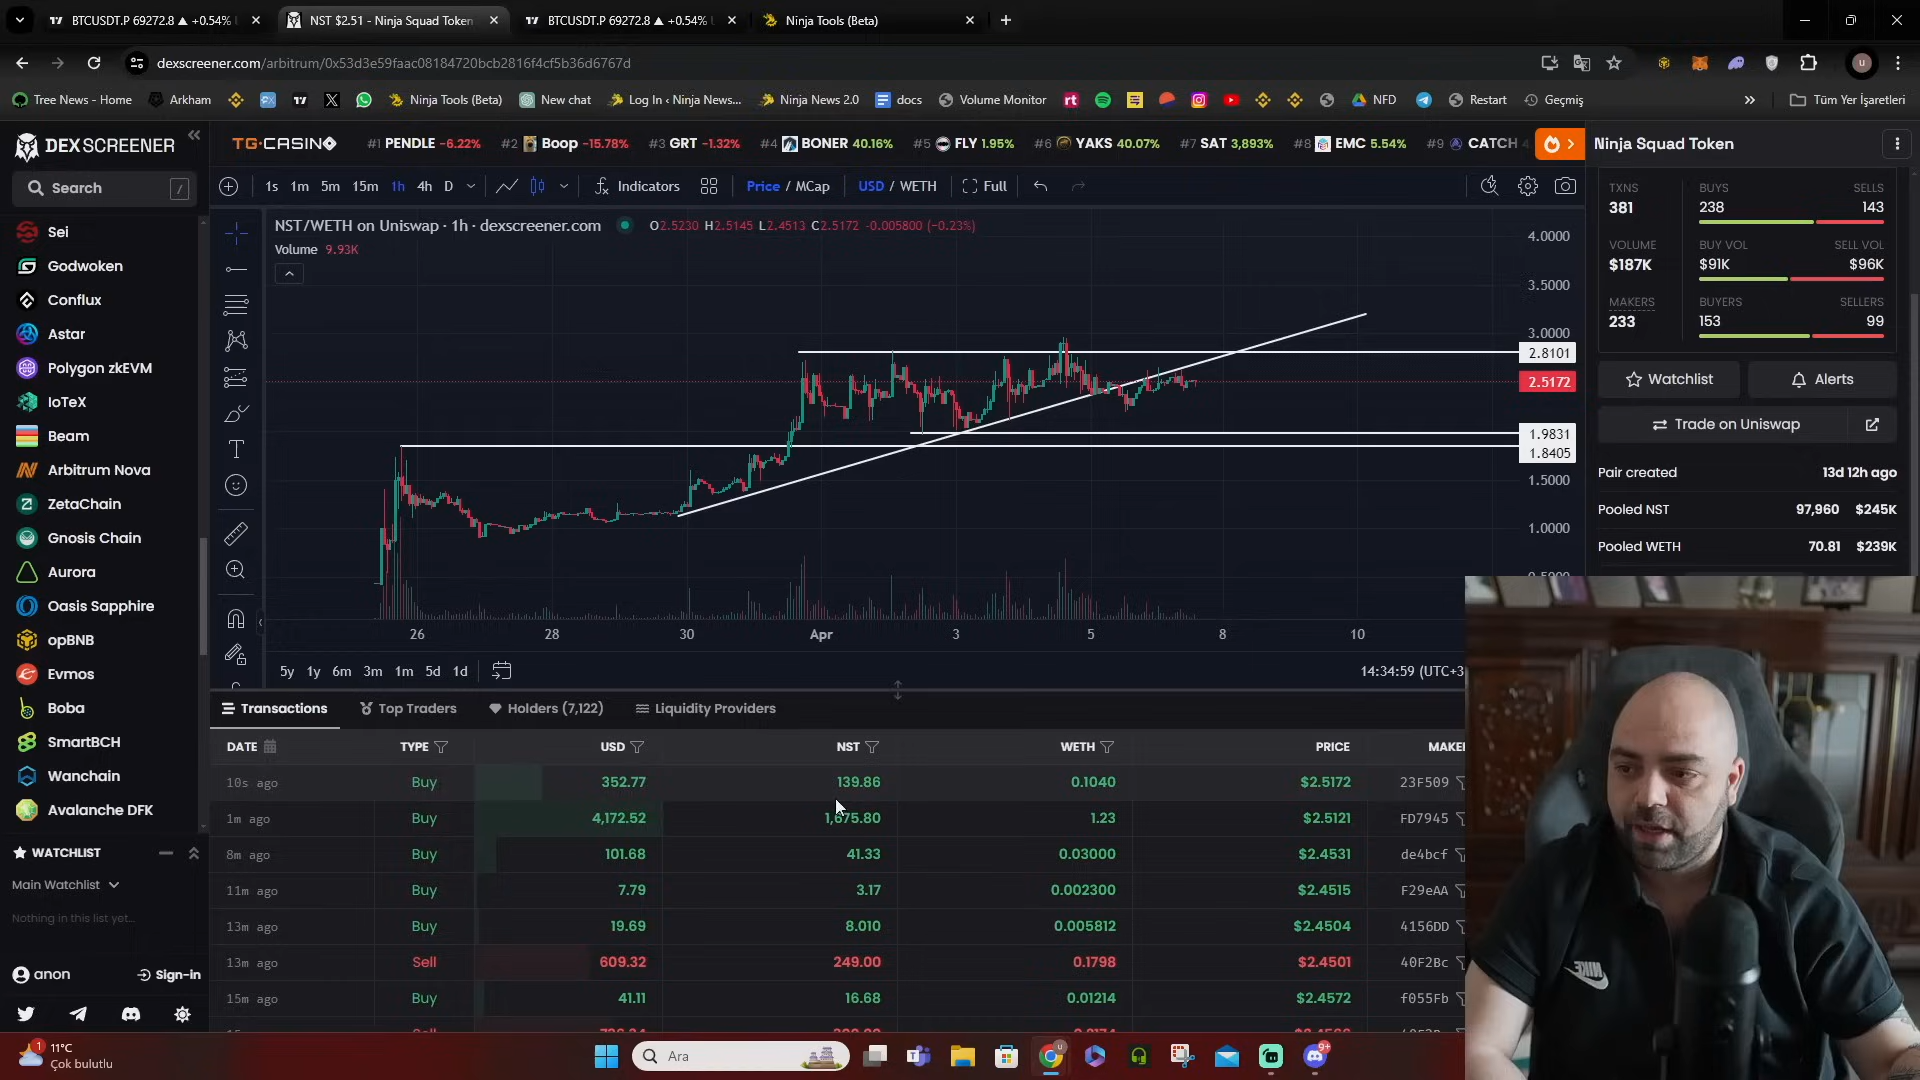 BTCUSDT.P 69272.8 ▲ +0.54%
NST $2.51 - Ninja Squad Token
BTCUSDT.P 69272.8 ▲ +0.54%
Ninja Tools (Beta)
dexscreener.com/arbitrum/0x53d3e59faac08184720bcb2816f4cf5b36d6767d
Tree News - Home
Arkham
Ninja Tools (Beta)
New chat
Log In ‹ Ninja News...
Ninja News 2.0
docs
Volume Monitor
NFD
Restart
Geçmiş
Tüm Yer İşaretleri
DEX SCREENER
TG·CASINO
#1 PENDLE -6.22%
#2 Boop -15.78%
#3 GRT -1.32%
#4 BONER 40.16%
#5 FLY 1.95%
#6 YAKS 40.07%
#7 SAT 3,893%
#8 EMC 5.54%
#9 CATCH
Ninja Squad Token
Search /
1s 1m 5m 15m 1h 4h D
Indicators
Price / MCap
USD / WETH
Full
NST/WETH on Uniswap · 1h · dexscreener.com
O2.5230 H2.5145 L2.4513 C2.5172 -0.005800 (-0.23%)
Volume 9.93K
Sei
Godwoken
Conflux
Astar
Polygon zkEVM
IoTeX
Beam
Arbitrum Nova
ZetaChain
Gnosis Chain
Aurora
Oasis Sapphire
opBNB
Evmos
Boba
SmartBCH
Wanchain
Avalanche DFK
4.0000
3.5000
3.0000
2.8101
2.5172
1.9831
1.8405
1.5000
1.0000
26 28 30 Apr 3 5 8 10
5y 1y 6m 3m 1m 5d 1d
14:34:59 (UTC+3
TXNS BUYS SELLS
381 238 143
VOLUME BUY VOL SELL VOL
$187K $91K $96K
MAKERS BUYERS SELLERS
233 153 99
Watchlist
Alerts
Trade on Uniswap
Pair created 13d 12h ago
Pooled NST 97,960 $245K
Pooled WETH 70.81 $239K
Transactions
Top Traders
Holders (7,122)
Liquidity Providers
DATE TYPE USD NST WETH PRICE MAKE
10s ago Buy 352.77 139.86 0.1040 $2.5172 23F509
1m ago Buy 4,172.52 1,675.80 1.23 $2.5121 FD7945
8m ago Buy 101.68 41.33 0.03000 $2.4531 de4bcf
11m ago Buy 7.79 3.17 0.002300 $2.4515 F29eAA
13m ago Buy 19.69 8.010 0.005812 $2.4504 4156DD
13m ago Sell 609.32 249.00 0.1798 $2.4501 40F2Bc
15m ago Buy 41.11 16.68 0.01214 $2.4572 f055Fb
WATCHLIST
Main Watchlist
Nothing in this list yet...
anon
Sign-in
11°C
Çok bulutlu
Ara